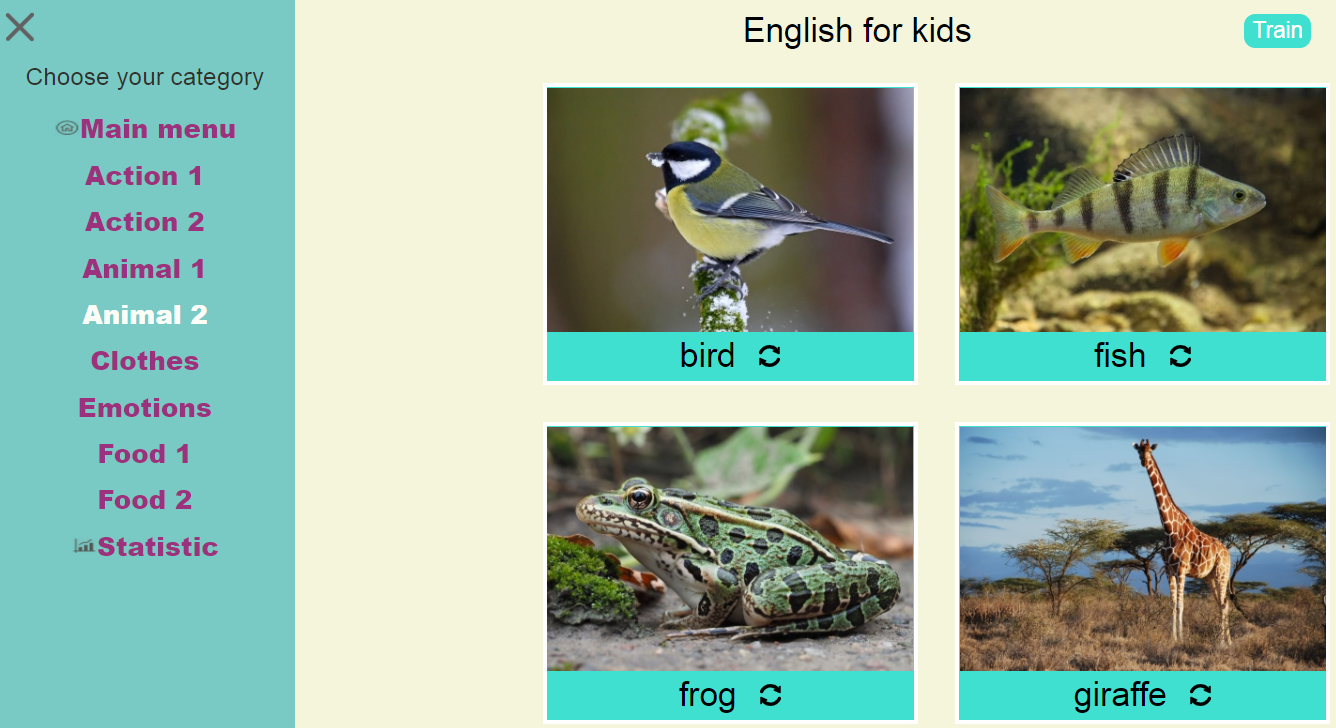 Choose your category
Main menu
Action 1
Action 2
Animal 1
Animal 2
Clothes
Emotions
Food 1
Food 2
Statistic
English for kids
Train
bird
fish
frog
giraffe